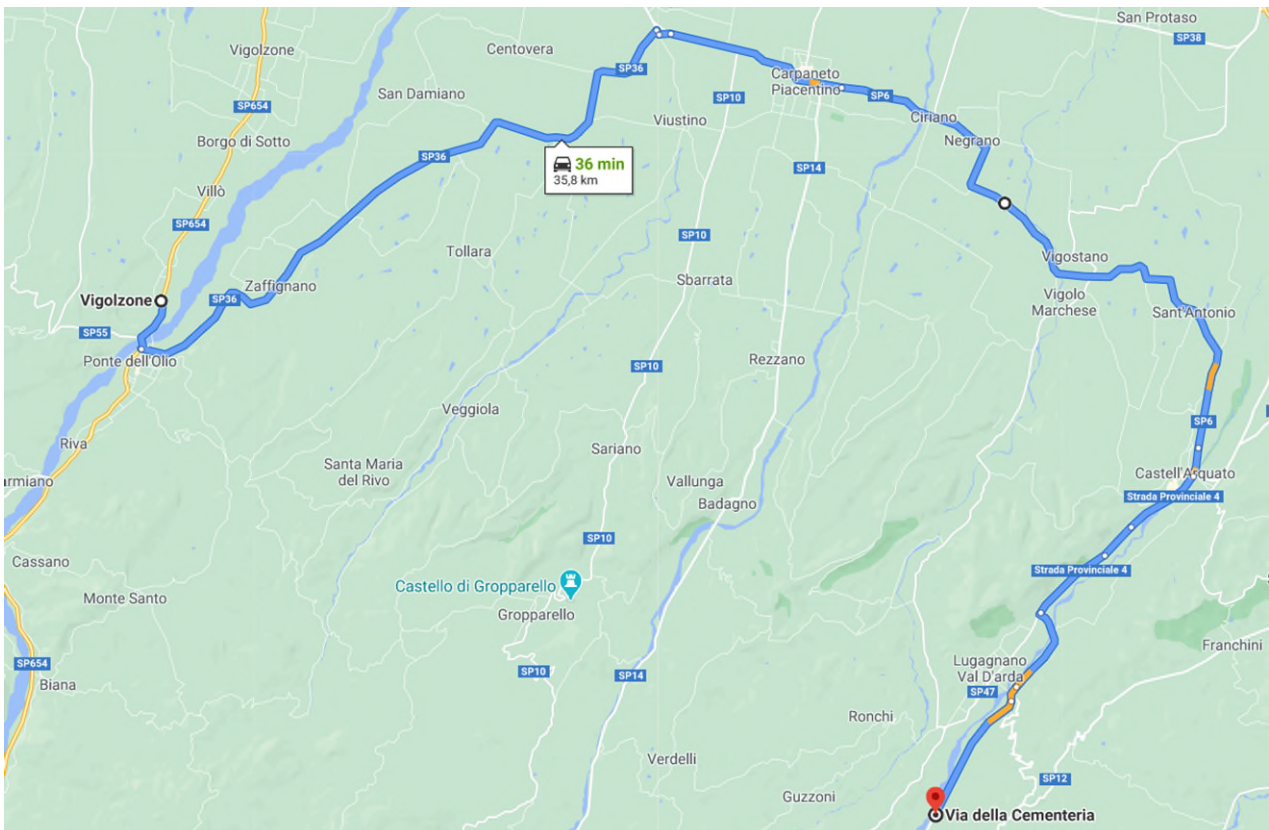 San Protaso
SP38
Vigolzone
Centovera
SP36
Carpaneto
Piacentino
SP654
San Damiano
SP10
SP6
Viustino
Ciriano
Borgo di Sotto
Negrano
SP36
36 min
35,8 km
SP14
Villò
SP654
SP10
Tollara
Vigostano
Sbarrata
Zaffignano
SP36
Vigolzone
Vigolo
Marchese
Sant'Antonio
SP55
Ponte dell'Olio
Rezzano
SP10
Veggiola
SP6
Riva
Sariano
Santa Maria
del Rivo
Castell'Arquato
armiano
Vallunga
Strada Provinciale 4
Badagno
SP10
Cassano
Strada Provinciale 4
Castello di Gropparello
Monte Santo
Gropparello
Franchini
SP654
Lugagnano
Val D'arda
SP10
SP14
Biana
SP47
Ronchi
Verdelli
SP12
Guzzoni
Via della Cementeria